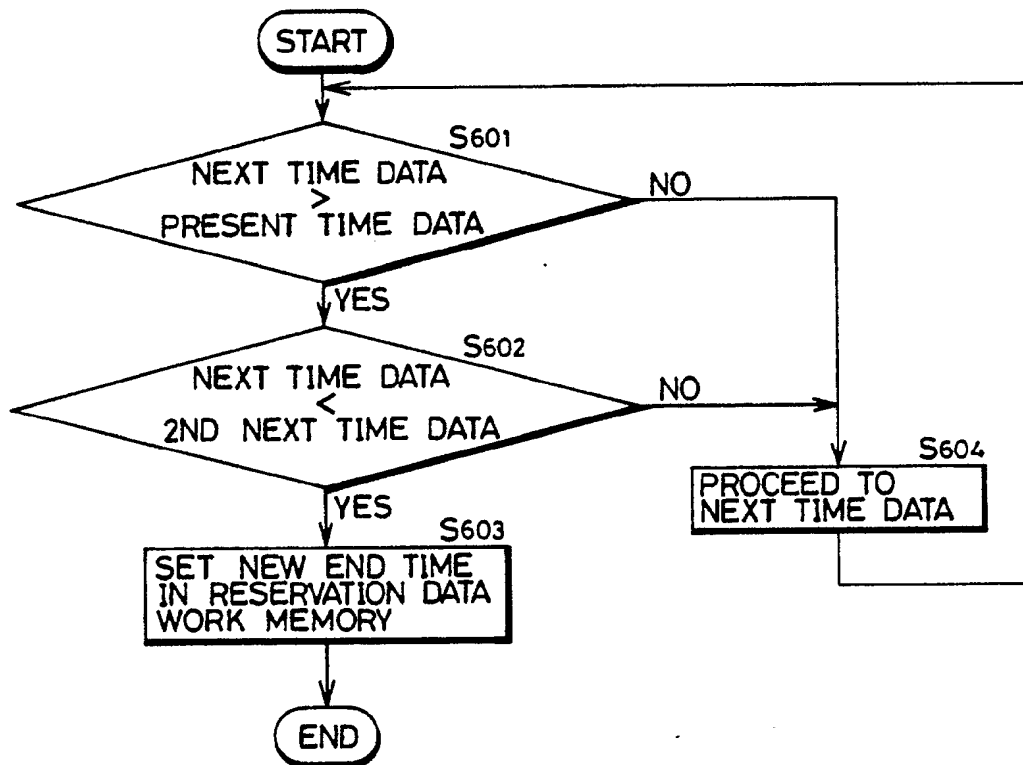 START
S601
NEXT TIME DATA
>
PRESENT TIME DATA
NO
YES
S602
NEXT TIME DATA
<
2ND NEXT TIME DATA
NO
YES
S604
PROCEED TO
NEXT TIME DATA
S603
SET NEW END TIME
IN RESERVATION DATA
WORK MEMORY
END